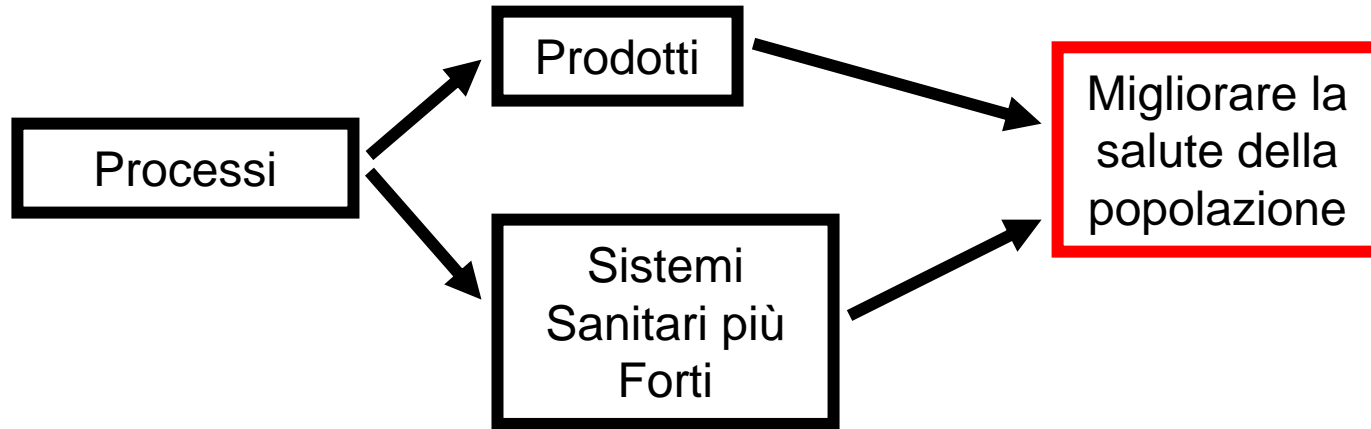 Processi
Prodotti
Sistemi
Sanitari più
Forti
Migliorare la
salute della
popolazione